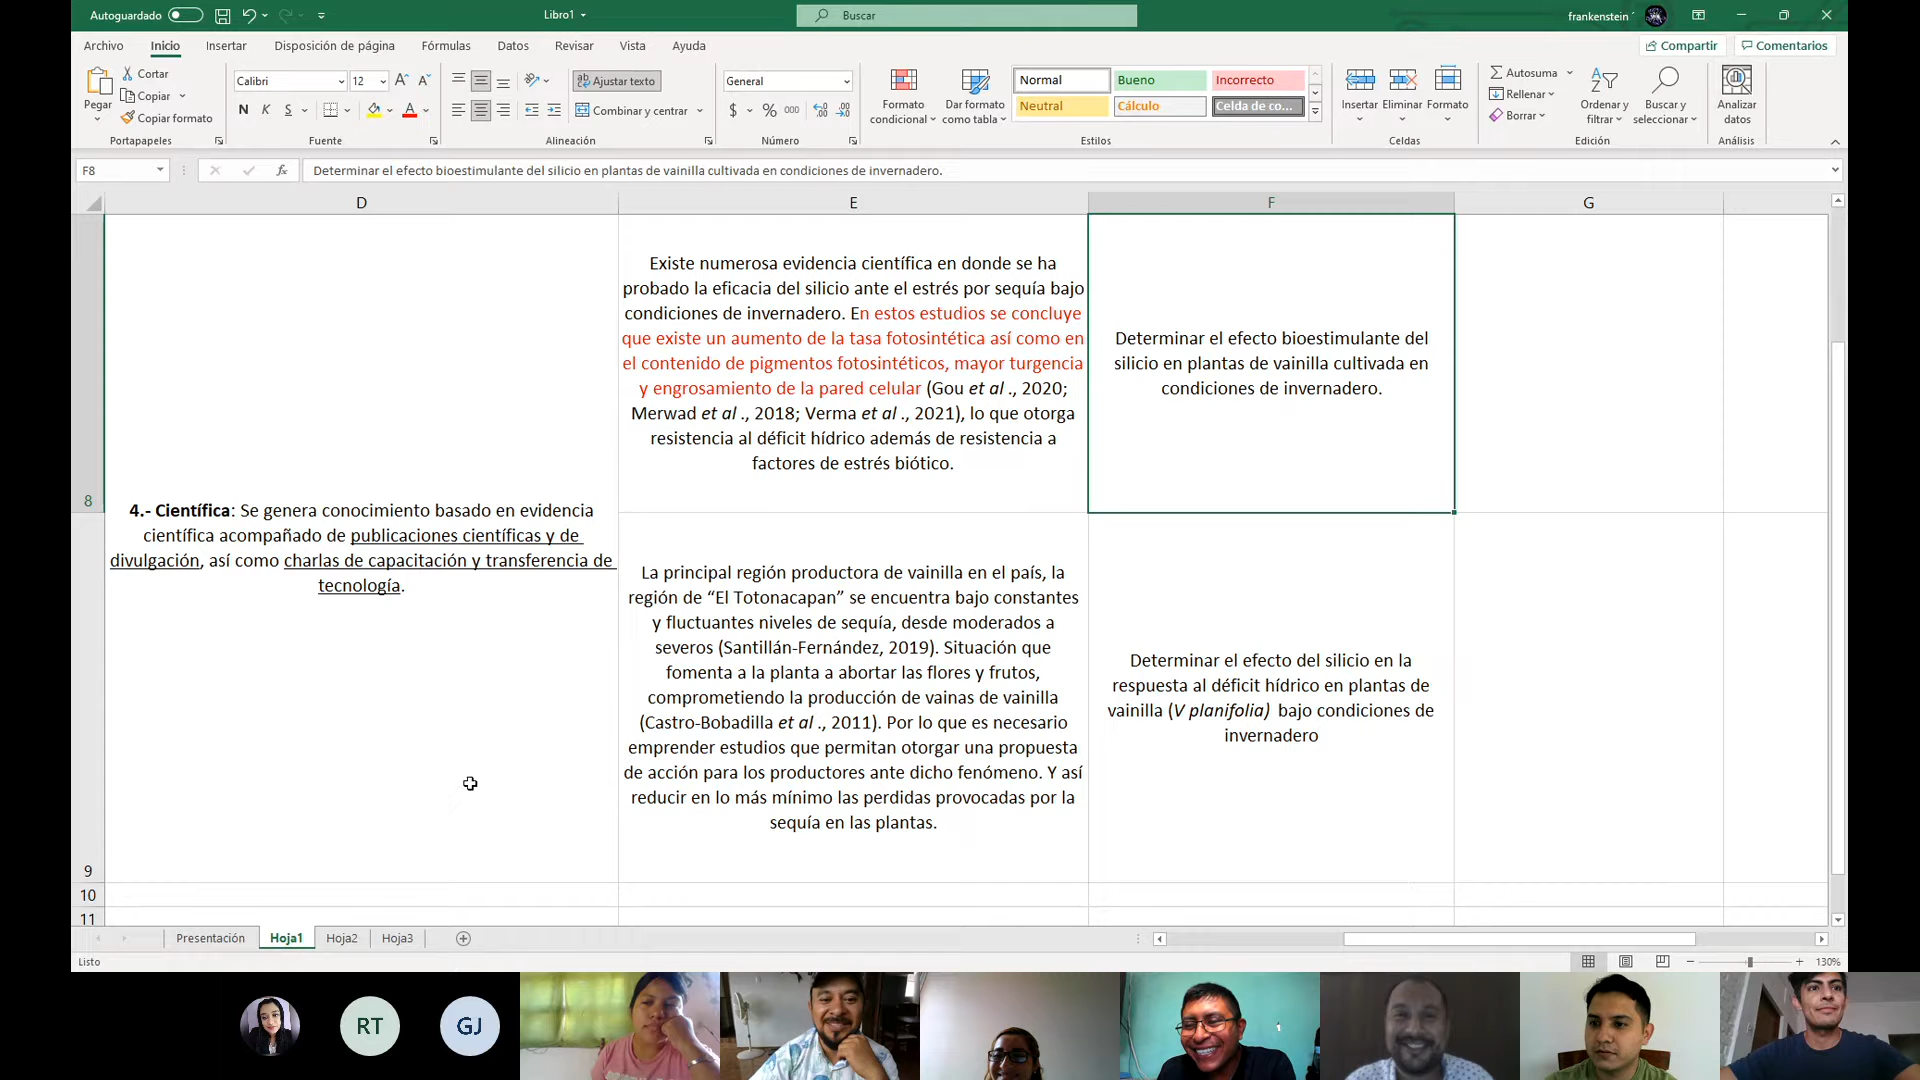 Autoguardado
Libro1
Buscar
frankenstein
Archivo
Inicio
Insertar
Disposición de página
Fórmulas
Datos
Revisar
Vista
Ayuda
Compartir
Comentarios
Pegar
Cortar
Copiar
Copiar formato
Portapapeles
Calibri
12
N K S
Fuente
Ajustar texto
Combinar y centrar
Alineación
General
$ % 000
Número
Formato
condicional
Dar formato
como tabla
Normal
Bueno
Incorrecto
Neutral
Cálculo
Celda de co...
Estilos
Insertar
Eliminar
Formato
Celdas
Autosuma
Rellenar
Borrar
Ordenar y
filtrar
Buscar y
seleccionar
Edición
Analizar
datos
Análisis
F8
fx
Determinar el efecto bioestimulante del silicio en plantas de vainilla cultivada en condiciones de invernadero.
D
E
F
G
8
4.- Científica: Se genera conocimiento basado en evidencia
científica acompañado de publicaciones científicas y de
divulgación, así como charlas de capacitación y transferencia de
tecnología.
Existe numerosa evidencia científica en donde se ha
probado la eficacia del silicio ante el estrés por sequía bajo
condiciones de invernadero. En estos estudios se concluye
que existe un aumento de la tasa fotosintética así como en
el contenido de pigmentos fotosintéticos, mayor turgencia
y engrosamiento de la pared celular (Gou et al ., 2020;
Merwad et al ., 2018; Verma et al ., 2021), lo que otorga
resistencia al déficit hídrico además de resistencia a
factores de estrés biótico.
Determinar el efecto bioestimulante del
silicio en plantas de vainilla cultivada en
condiciones de invernadero.
9
La principal región productora de vainilla en el país, la
región de “El Totonacapan” se encuentra bajo constantes
y fluctuantes niveles de sequía, desde moderados a
severos (Santillán-Fernández, 2019). Situación que
fomenta a la planta a abortar las flores y frutos,
comprometiendo la producción de vainas de vainilla
(Castro-Bobadilla et al ., 2011). Por lo que es necesario
emprender estudios que permitan otorgar una propuesta
de acción para los productores ante dicho fenómeno. Y así
reducir en lo más mínimo las perdidas provocadas por la
sequía en las plantas.
Determinar el efecto del silicio en la
respuesta al déficit hídrico en plantas de
vainilla (V planifolia) bajo condiciones de
invernadero
10
11
Presentación
Hoja1
Hoja2
Hoja3
Listo
130%
RT
GJ